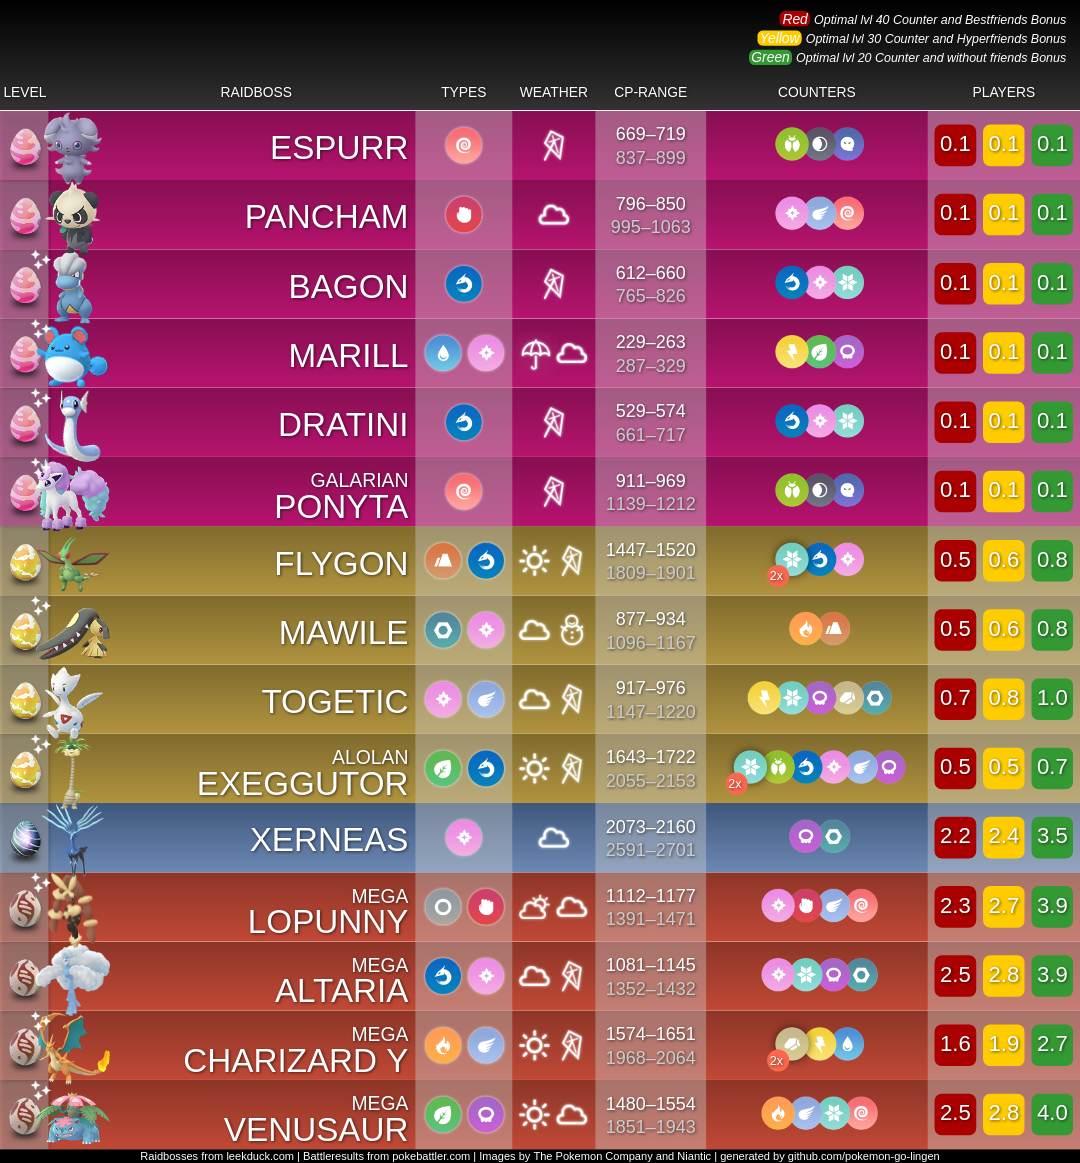 Red Optimal lvl 40 Counter and Bestfriends Bonus
Yellow Optimal lvl 30 Counter and Hyperfriends Bonus
Green Optimal lvl 20 Counter and without friends Bonus
LEVEL RAIDBOSS TYPES WEATHER CP-RANGE COUNTERS PLAYERS
ESPURR 669–719 0.1 0.1 0.1
837–899
PANCHAM 796–850 0.1 0.1 0.1
995–1063
BAGON 612–660 0.1 0.1 0.1
765–826
MARILL 229–263 0.1 0.1 0.1
287–329
DRATINI 529–574 0.1 0.1 0.1
661–717
GALARIAN
PONYTA 911–969 0.1 0.1 0.1
1139–1212
FLYGON 1447–1520 0.5 0.6 0.8
1809–1901 2x
MAWILE 877–934 0.5 0.6 0.8
1096–1167
TOGETIC 917–976 0.7 0.8 1.0
1147–1220
ALOLAN
EXEGGUTOR 1643–1722 0.5 0.5 0.7
2055–2153 2x
XERNEAS 2073–2160 2.2 2.4 3.5
2591–2701
MEGA
LOPUNNY 1112–1177 2.3 2.7 3.9
1391–1471
MEGA
ALTARIA 1081–1145 2.5 2.8 3.9
1352–1432
MEGA
CHARIZARD Y 1574–1651 1.6 1.9 2.7
1968–2064 2x
MEGA
VENUSAUR 1480–1554 2.5 2.8 4.0
1851–1943
Raidbosses from leekduck.com | Battleresults from pokebattler.com | Images by The Pokemon Company and Niantic | generated by github.com/pokemon-go-lingen